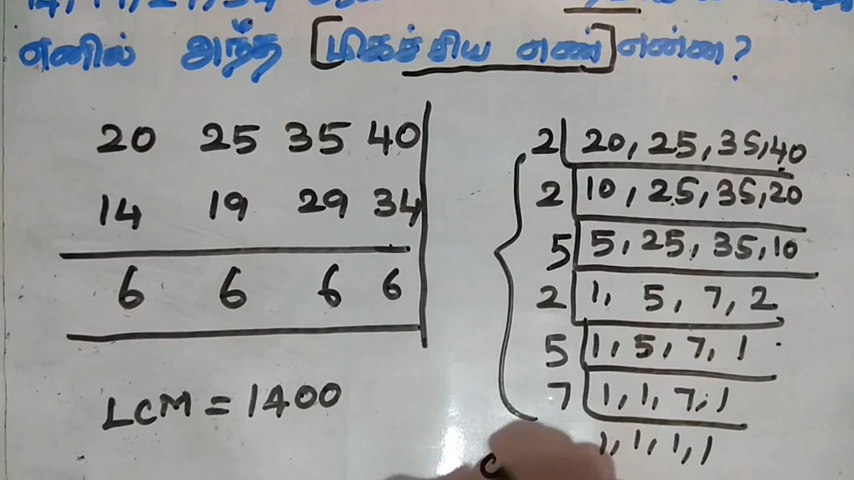 எனில் அந்த [மிகச்சிறிய எண்] என்ன?
20 25 35 40
14 19 29 34
6 6 6 6
LCM = 1400
2 20, 25, 35, 40
2 10, 25, 35, 20
5 5, 25, 35, 10
2 1, 5, 7, 2
5 1, 5, 7, 1
7 1, 1, 7, 1
1, 1, 1, 1